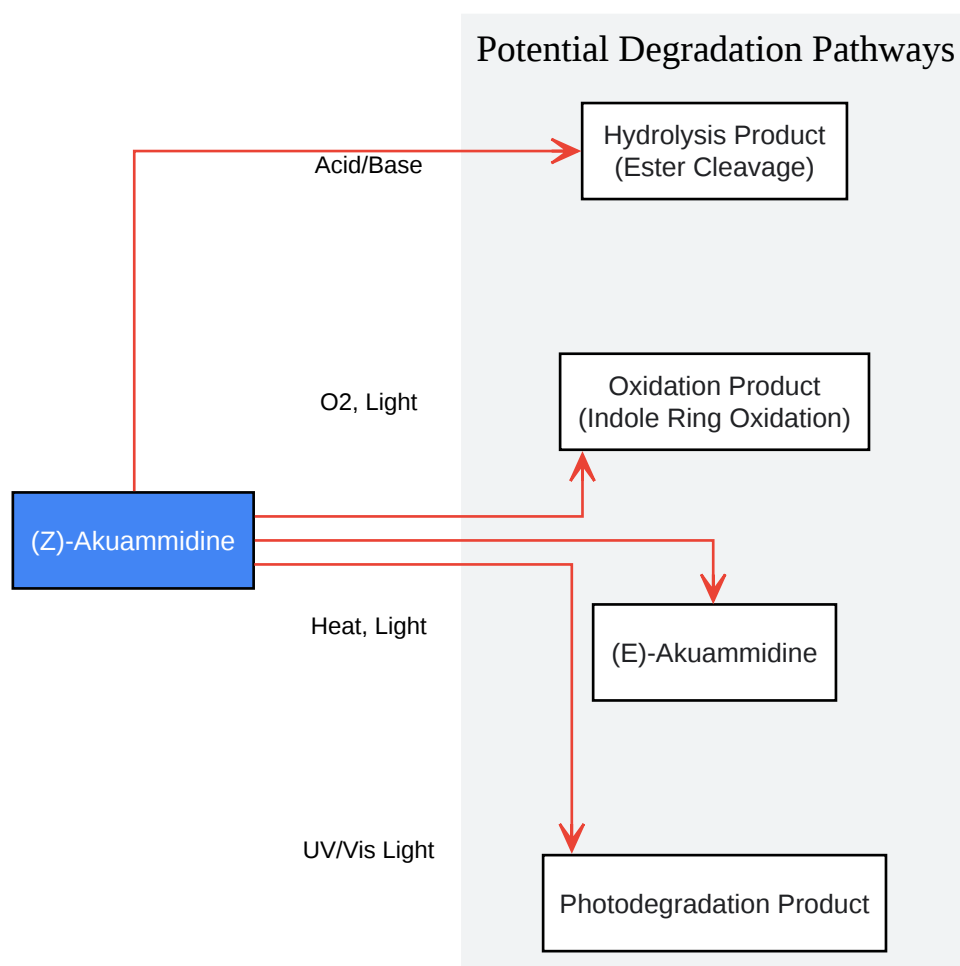 Potential Degradation Pathways
Hydrolysis Product
(Ester Cleavage)
Acid/Base
Oxidation Product
(Indole Ring Oxidation)
O2, Light
(Z)-Akuammidine
Heat, Light
(E)-Akuammidine
UV/Vis Light
Photodegradation Product